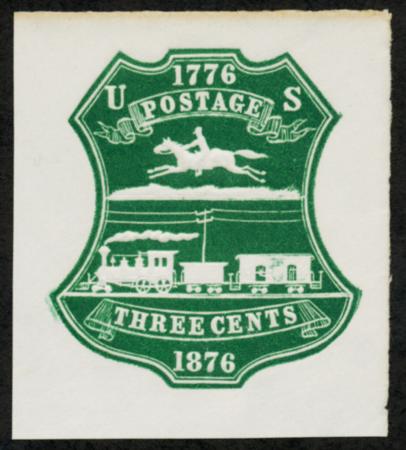 1776
U POSTAGE S
THREE CENTS
1876